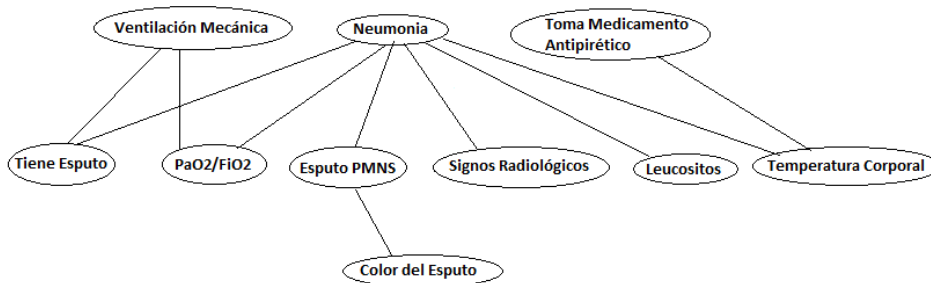 Ventilación Mecánica
Neumonia
Toma Medicamento
Antipirético
Tiene Esputo
PaO2/FiO2
Esputo PMNS
Signos Radiológicos
Leucositos
Temperatura Corporal
Color del Esputo